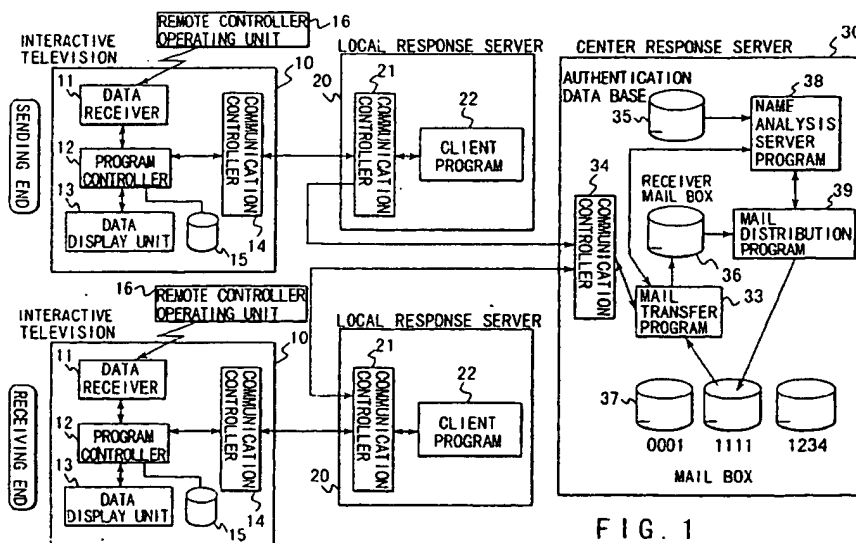 16
REMOTE CONTROLLER
OPERATING UNIT
INTERACTIVE
TELEVISION
10
SENDING END
11
DATA
RECEIVER
12
PROGRAM
CONTROLLER
13
DATA
DISPLAY UNIT
15
COMMUNICATION
CONTROLLER
14
LOCAL RESPONSE SERVER
20
21
COMMUNICATION
CONTROLLER
22
CLIENT
PROGRAM
16
REMOTE CONTROLLER
OPERATING UNIT
INTERACTIVE
TELEVISION
10
RECEIVING END
11
DATA
RECEIVER
12
PROGRAM
CONTROLLER
13
DATA
DISPLAY UNIT
15
COMMUNICATION
CONTROLLER
14
LOCAL RESPONSE SERVER
21
COMMUNICATION
CONTROLLER
20
22
CLIENT
PROGRAM
CENTER RESPONSE SERVER
30
AUTHENTICATION
DATA BASE
35
38
NAME
ANALYSIS
SERVER
PROGRAM
34
COMMUNICATION
CONTROLLER
RECEIVER
MAIL BOX
36
39
MAIL
DISTRIBUTION
PROGRAM
33
MAIL
TRANSFER
PROGRAM
37
0001
1111
1234
MAIL BOX
FIG. 1